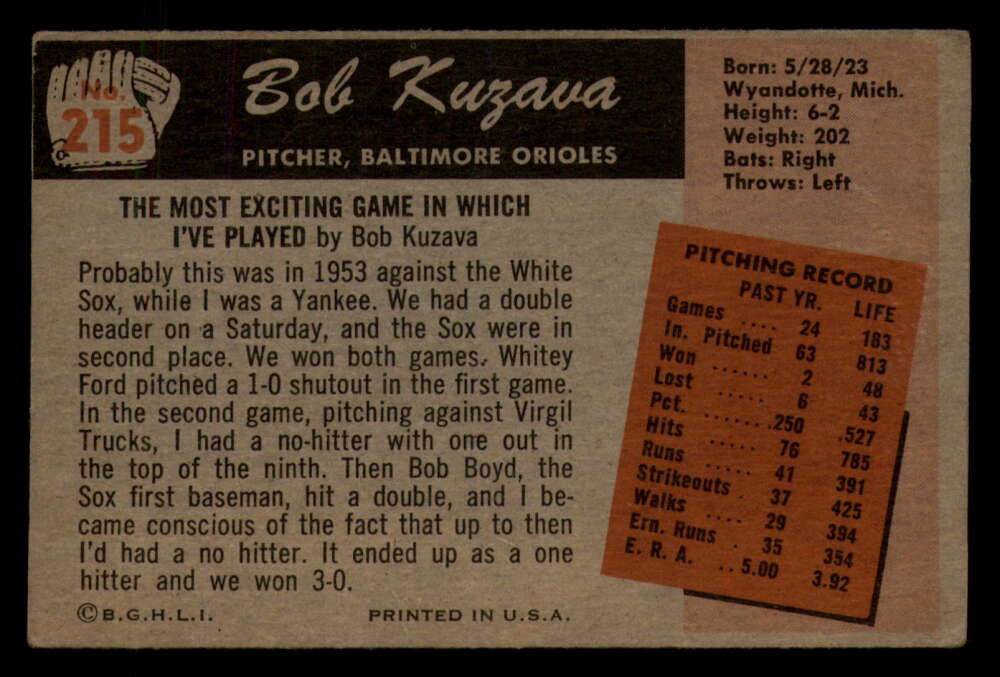 No.
215
Bob Kuzava
PITCHER, BALTIMORE ORIOLES
Born: 5/28/23
Wyandotte, Mich.
Height: 6-2
Weight: 202
Bats: Right
Throws: Left
THE MOST EXCITING GAME IN WHICH
I'VE PLAYED by Bob Kuzava
Probably this was in 1953 against the White
Sox, while I was a Yankee. We had a double
header on a Saturday, and the Sox were in
second place. We won both games. Whitey
Ford pitched a 1-0 shutout in the first game.
In the second game, pitching against Virgil
Trucks, I had a no-hitter with one out in
the top of the ninth. Then Bob Boyd, the
Sox first baseman, hit a double, and I be-
came conscious of the fact that up to then
I'd had a no hitter. It ended up as a one
hitter and we won 3-0.
PITCHING RECORD
PAST YR. LIFE
Games .... 24 183
In. Pitched 63 813
Won ...... 2 48
Lost ..... 6 43
Pct. ...... .250 .527
Hits ..... 76 785
Runs ..... 41 391
Strikeouts . 37 425
Walks .... 29 394
Ern. Runs . 35 354
E. R. A. .. 5.00 3.92
©B.G.H.L.I. PRINTED IN U.S.A.